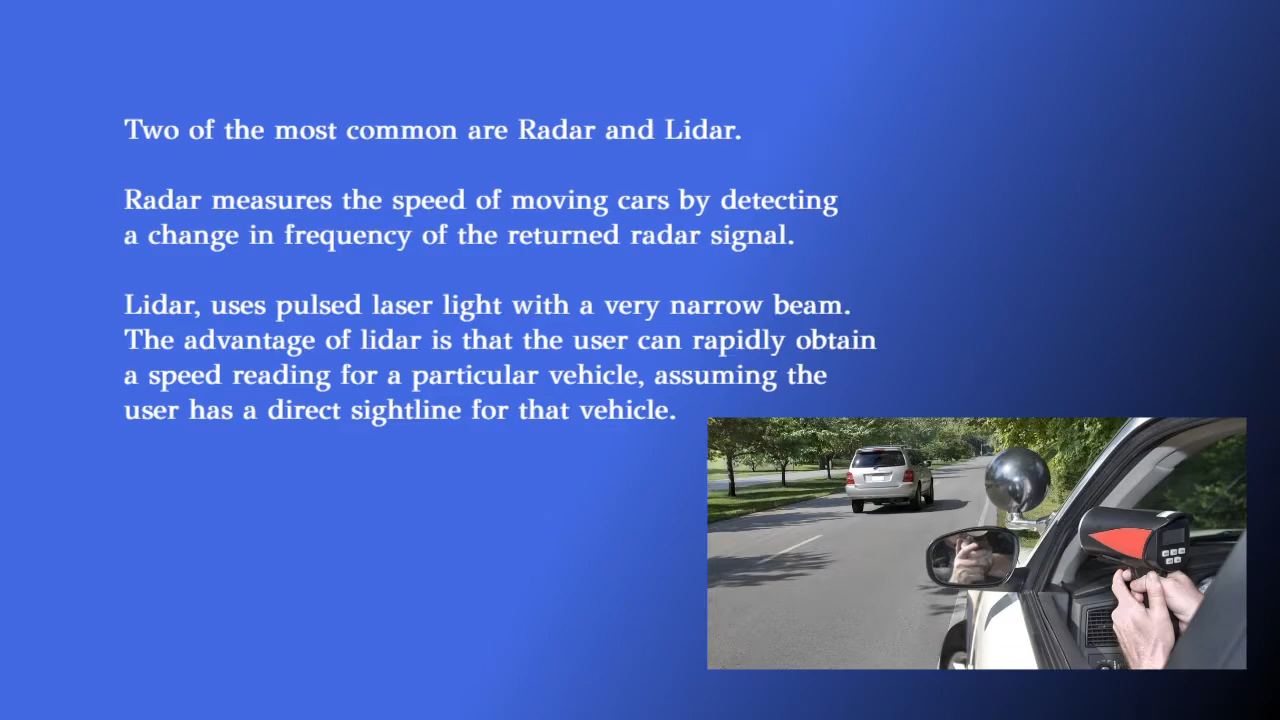 Two of the most common are Radar and Lidar.
Radar measures the speed of moving cars by detecting
a change in frequency of the returned radar signal.
Lidar, uses pulsed laser light with a very narrow beam.
The advantage of lidar is that the user can rapidly obtain
a speed reading for a particular vehicle, assuming the
user has a direct sightline for that vehicle.